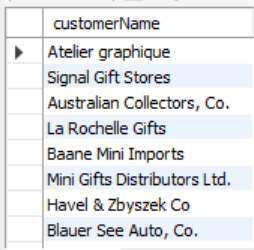 customerName
Atelier graphique
Signal Gift Stores
Australian Collectors, Co.
La Rochelle Gifts
Baane Mini Imports
Mini Gifts Distributors Ltd.
Havel & Zbyszek Co
Blauer See Auto, Co.